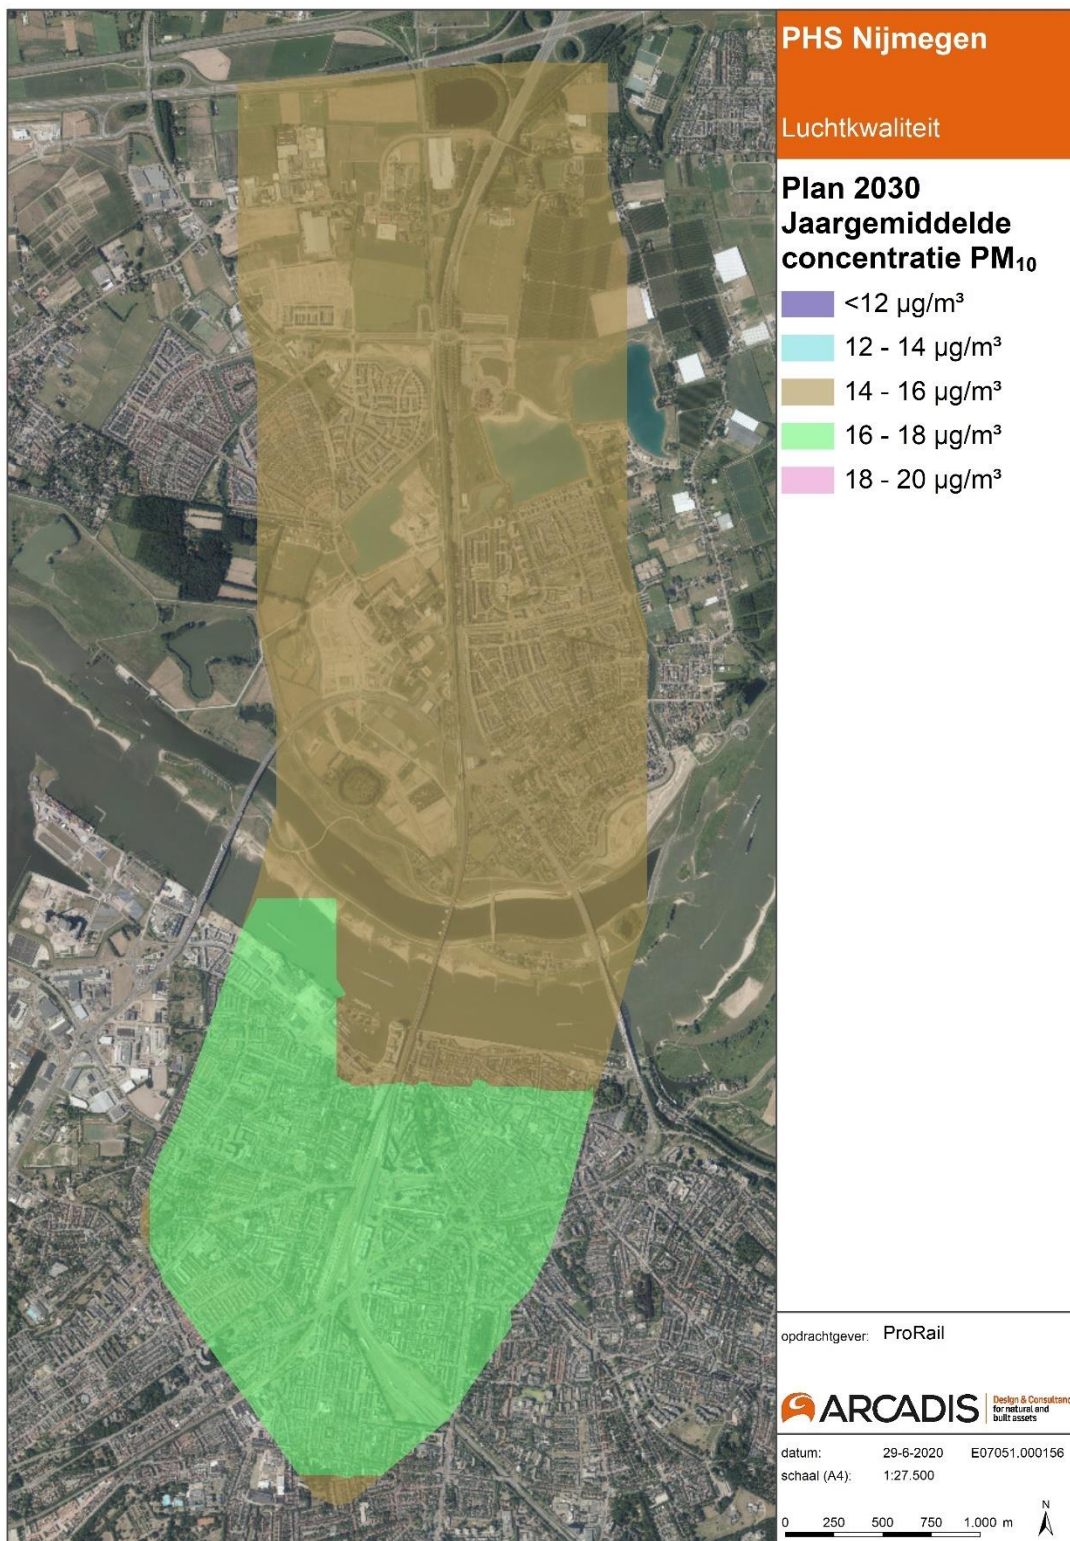 PHS Nijmegen
Luchtkwaliteit
Plan 2030
Jaargemiddelde
concentratie PM₁₀
<12 µg/m³
12 - 14 µg/m³
14 - 16 µg/m³
16 - 18 µg/m³
18 - 20 µg/m³
opdrachtgever: ProRail
ARCADIS
Design & Consultancy
for natural and
built assets
datum: 29-6-2020 E07051.000156
schaal (A4): 1:27.500
N
0 250 500 750 1.000 m